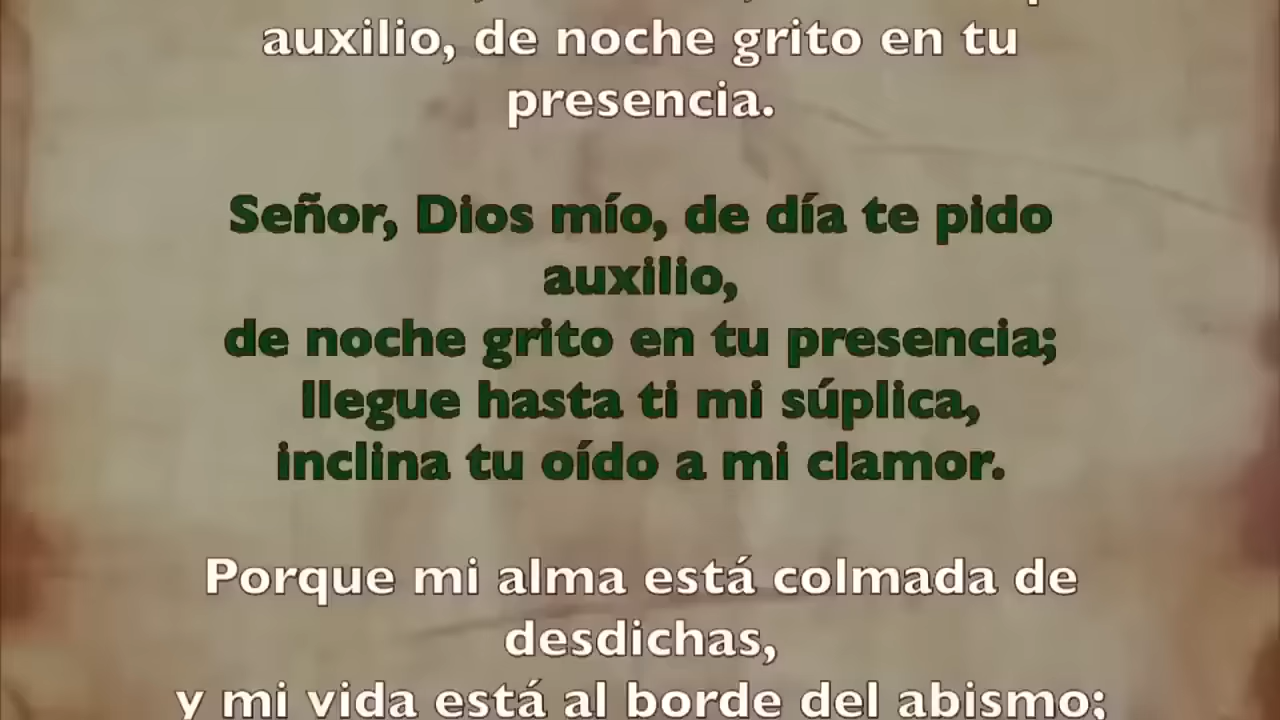 auxilio, de noche grito en tu
presencia.
Señor, Dios mío, de día te pido
auxilio,
de noche grito en tu presencia;
llegue hasta ti mi súplica,
inclina tu oído a mi clamor.
Porque mi alma está colmada de
desdichas,
y mi vida está al borde del abismo;